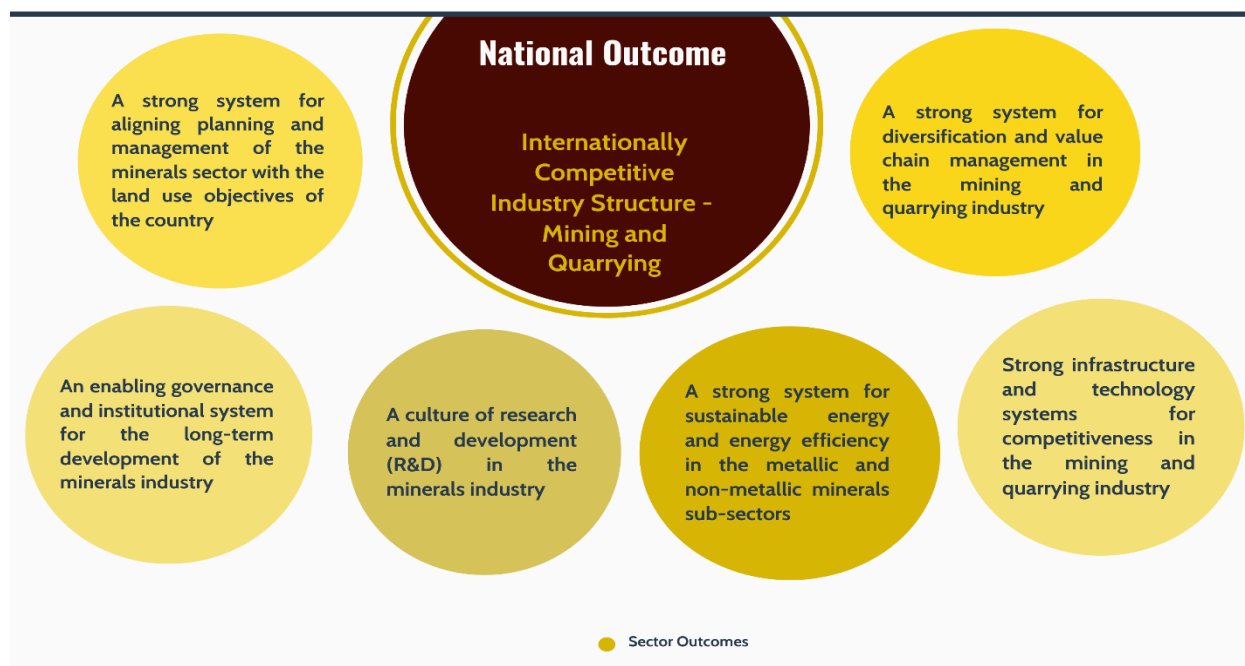 National Outcome
Internationally
Competitive
Industry Structure -
Mining and
Quarrying
A strong system for
aligning planning and
management of the
minerals sector with the
land use objectives of
the country
A strong system for
diversification and value
chain management in
the mining and
quarrying industry
An enabling governance
and institutional system
for the long-term
development of the
minerals industry
A culture of research
and development
(R&D) in the
minerals industry
A strong system for
sustainable energy
and energy efficiency
in the metallic and
non-metallic minerals
sub-sectors
Strong infrastructure
and technology
systems for
competitiveness in
the mining and
quarrying industry
Sector Outcomes